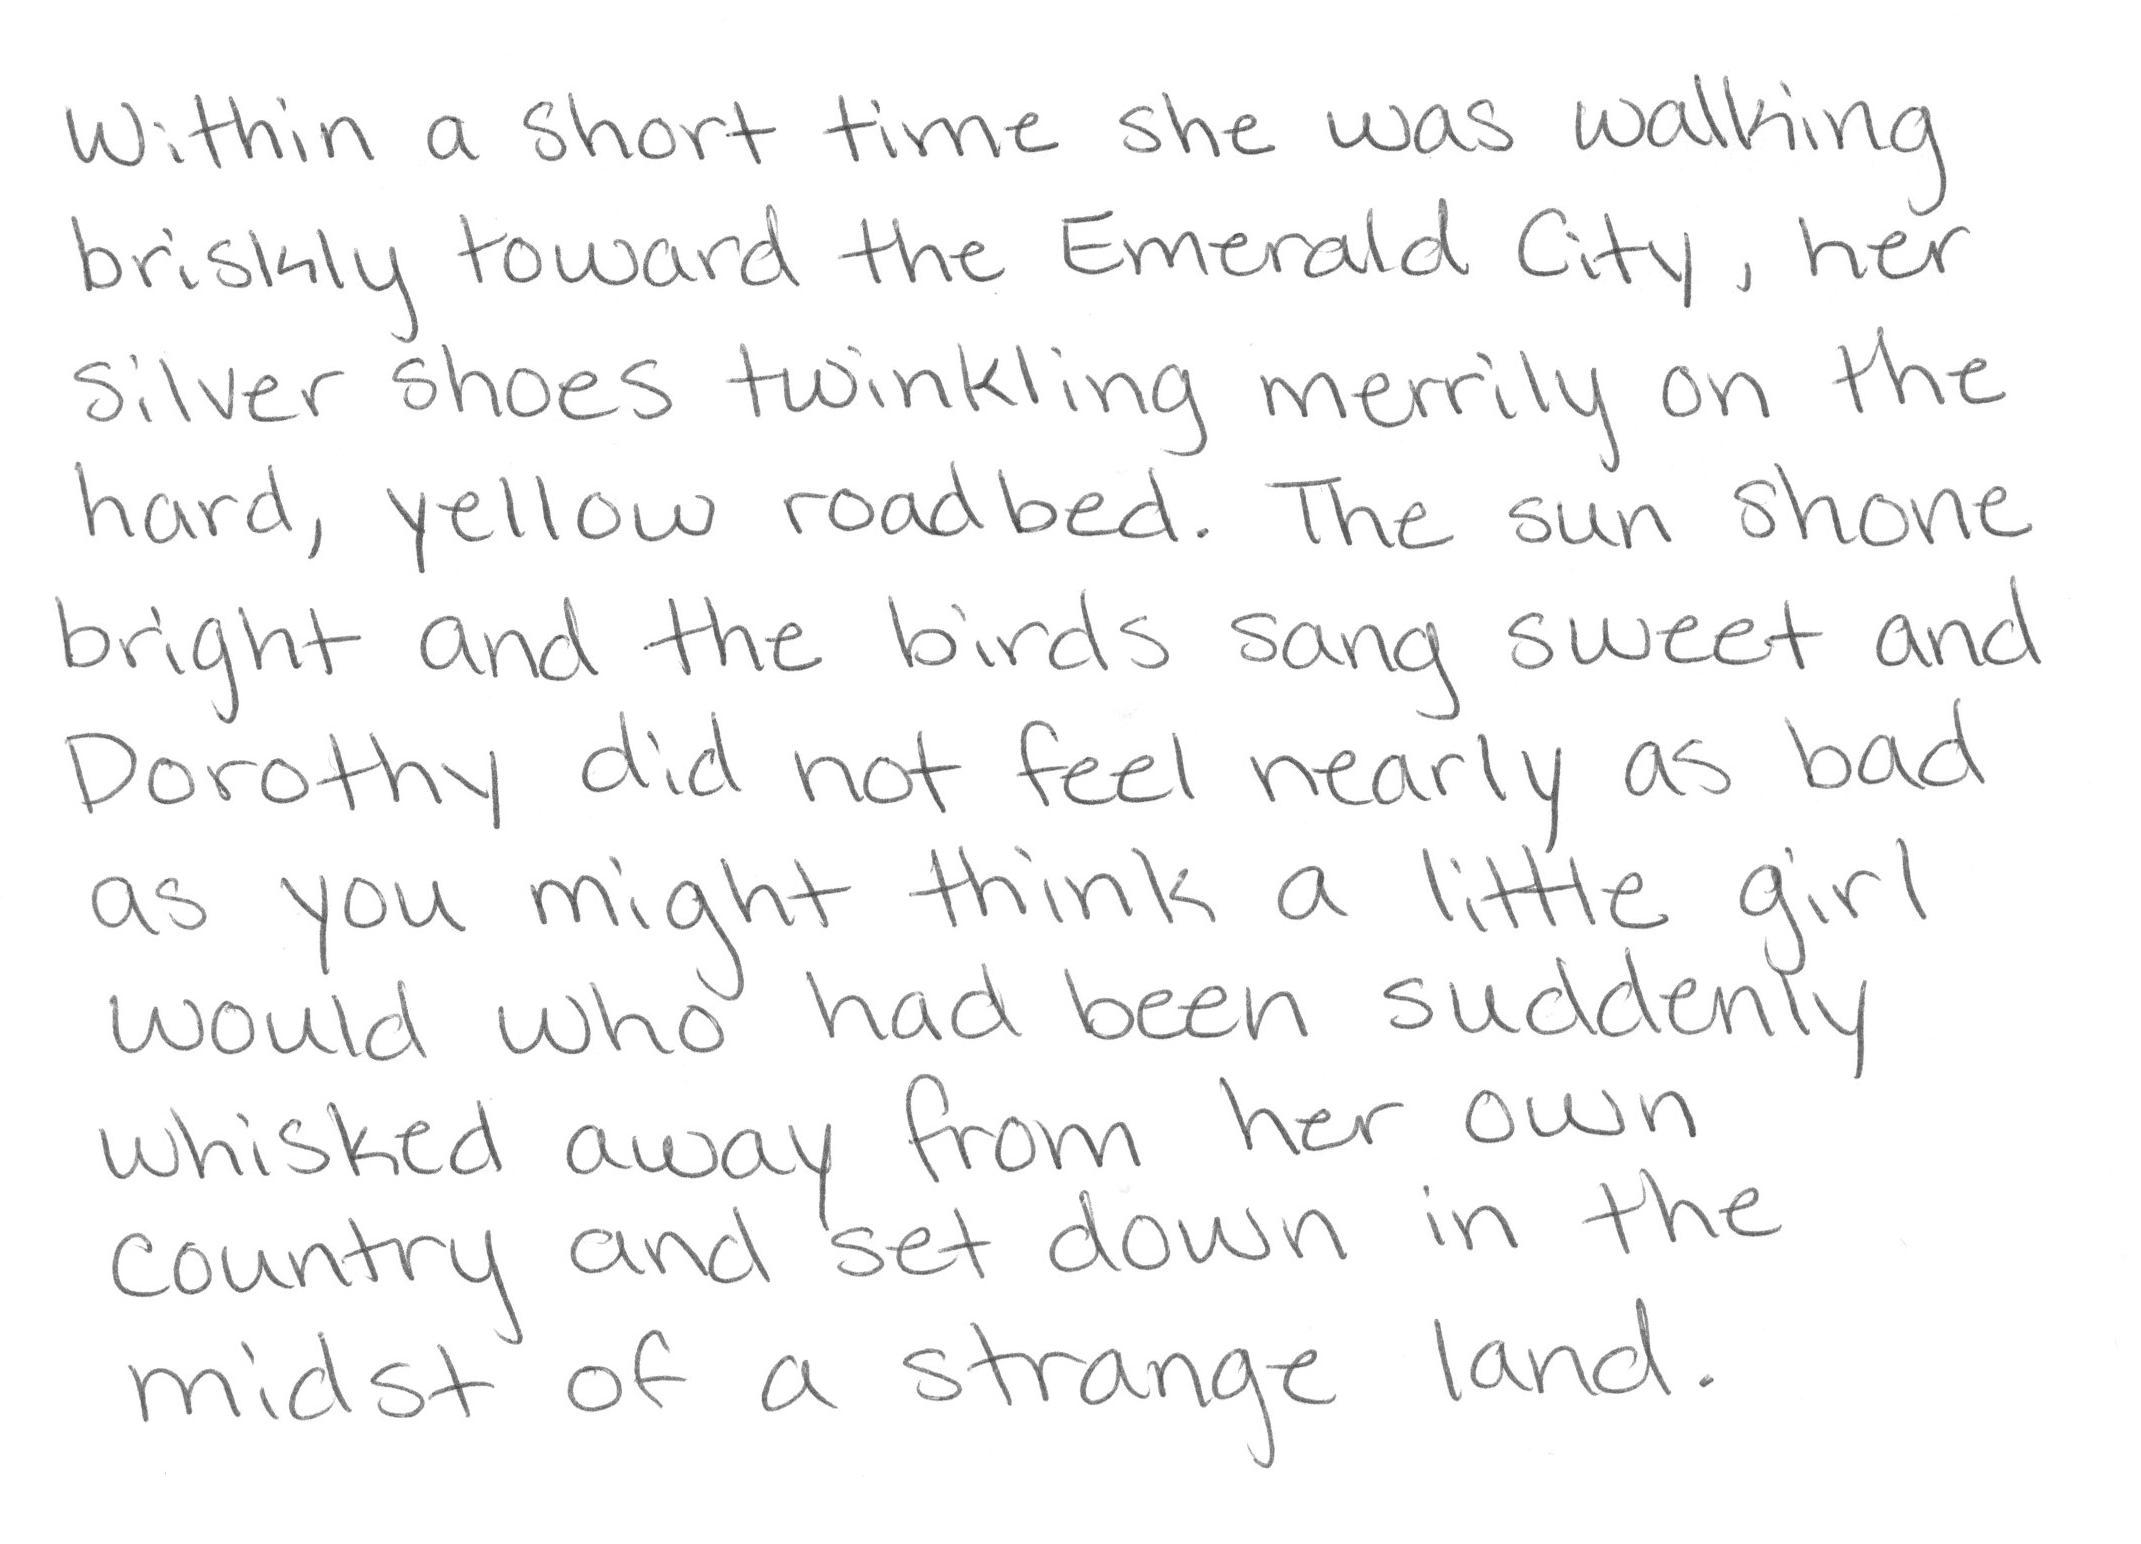 Within a short time she was walking
briskly toward the Emerald City, her
silver shoes twinkling merrily on the
hard, yellow roadbed. The sun shone
bright and the birds sang sweet and
Dorothy did not feel nearly as bad
as you might think a little girl
would who had been suddenly
whisked away from her own
country and set down in the
midst of a strange land.